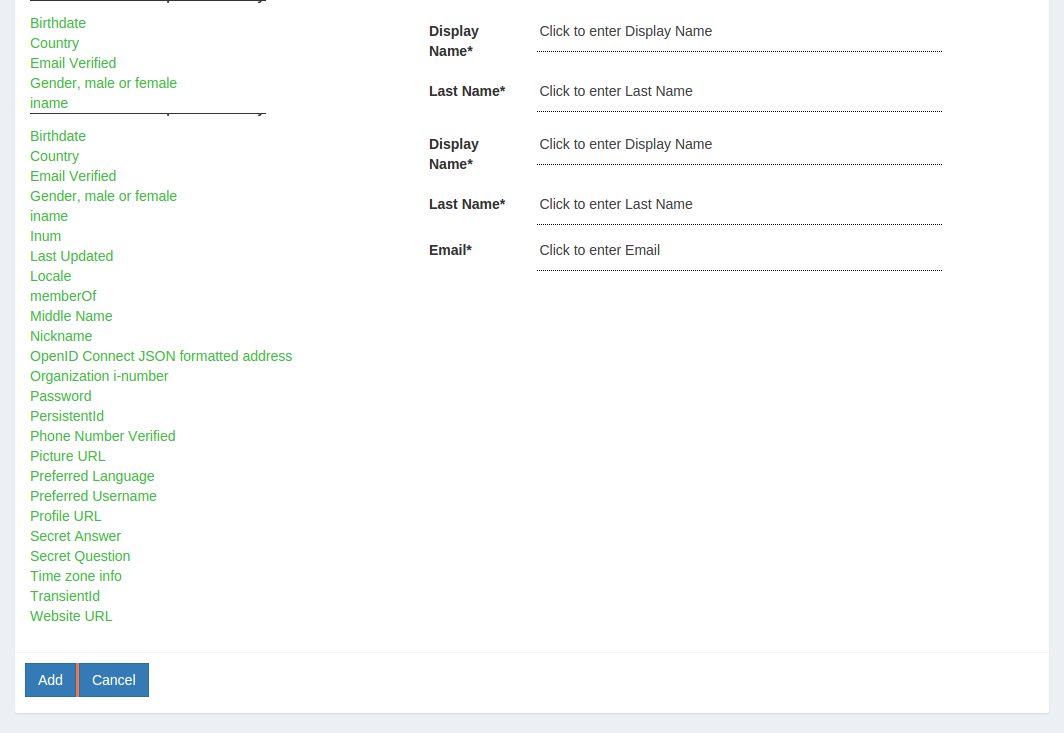 Birthdate
Country
Email Verified
Gender, male or female
iname
Display
Name*
Click to enter Display Name
Last Name*
Click to enter Last Name
Birthdate
Country
Email Verified
Gender, male or female
iname
Inum
Last Updated
Locale
memberOf
Middle Name
Nickname
OpenID Connect JSON formatted address
Organization i-number
Password
PersistentId
Phone Number Verified
Picture URL
Preferred Language
Preferred Username
Profile URL
Secret Answer
Secret Question
Time zone info
TransientId
Website URL
Display
Name*
Click to enter Display Name
Last Name*
Click to enter Last Name
Email*
Click to enter Email
Add
Cancel